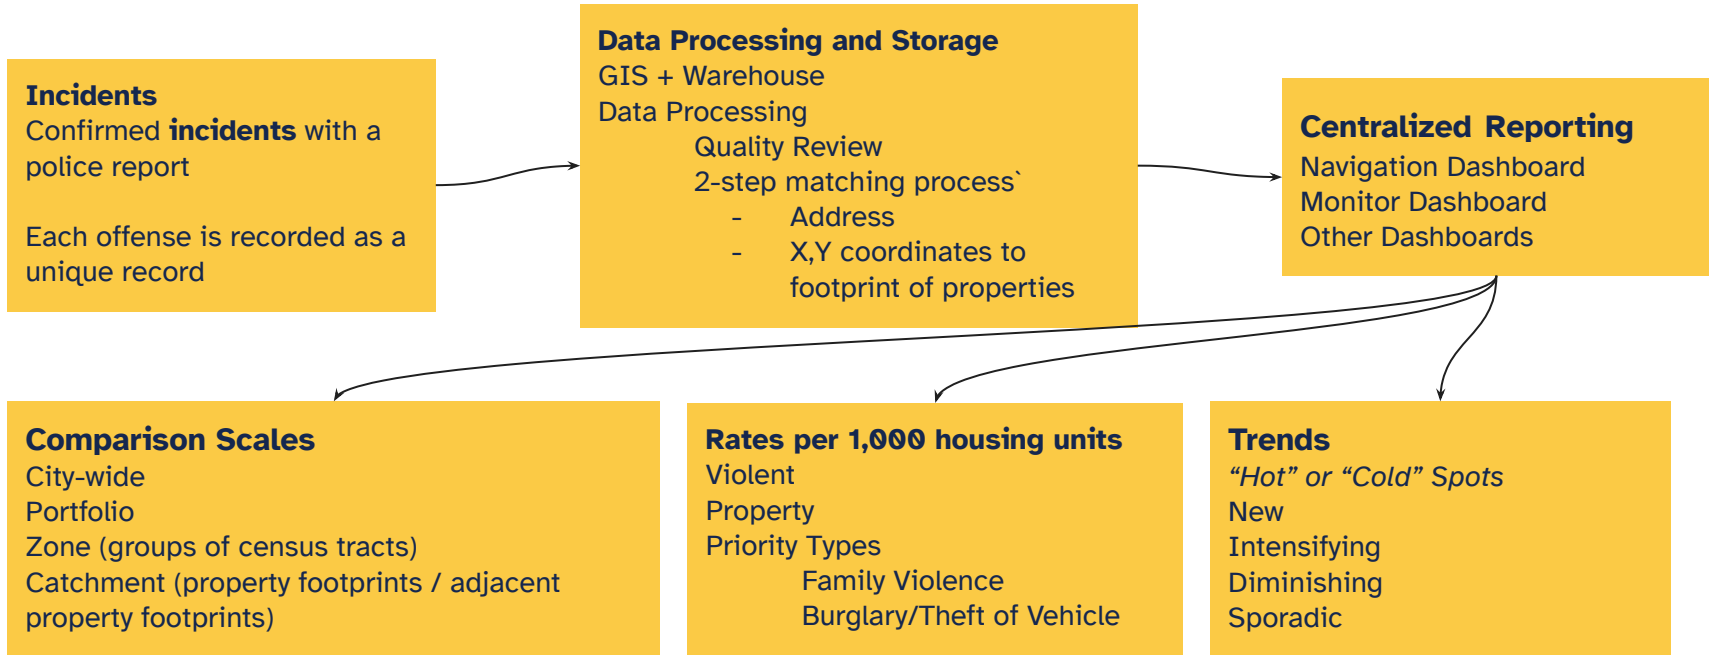 Incidents
Confirmed incidents with a
police report
Each offense is recorded as a
unique record
Data Processing and Storage
GIS + Warehouse
Data Processing
Quality Review
2-step matching process`
- Address
- X,Y coordinates to
footprint of properties
Centralized Reporting
Navigation Dashboard
Monitor Dashboard
Other Dashboards
Comparison Scales
City-wide
Portfolio
Zone (groups of census tracts)
Catchment (property footprints / adjacent
property footprints)
Rates per 1,000 housing units
Violent
Property
Priority Types
Family Violence
Burglary/Theft of Vehicle
Trends
“Hot” or “Cold” Spots
New
Intensifying
Diminishing
Sporadic